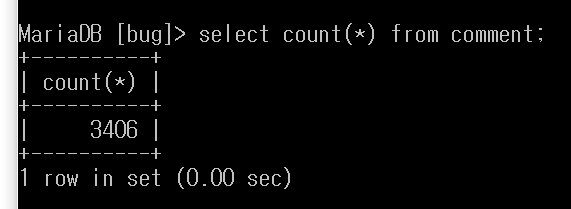 MariaDB [bug]> select count(*) from comment;
+----------+
| count(*) |
+----------+
|     3406 |
+----------+
1 row in set (0.00 sec)